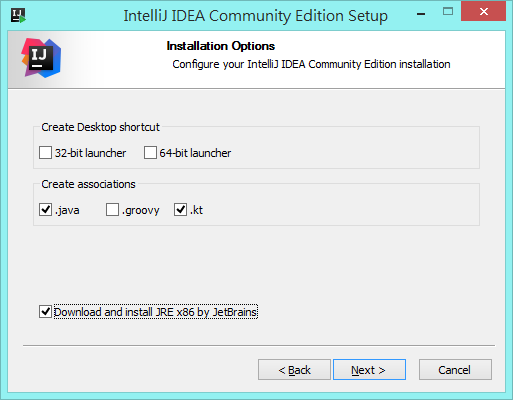 IntelliJ IDEA Community Edition Setup
IJ
Installation Options
Configure your IntelliJ IDEA Community Edition installation
Create Desktop shortcut
32-bit launcher 64-bit launcher
Create associations
.java .groovy .kt
Download and install JRE x86 by JetBrains
< Back Next > Cancel